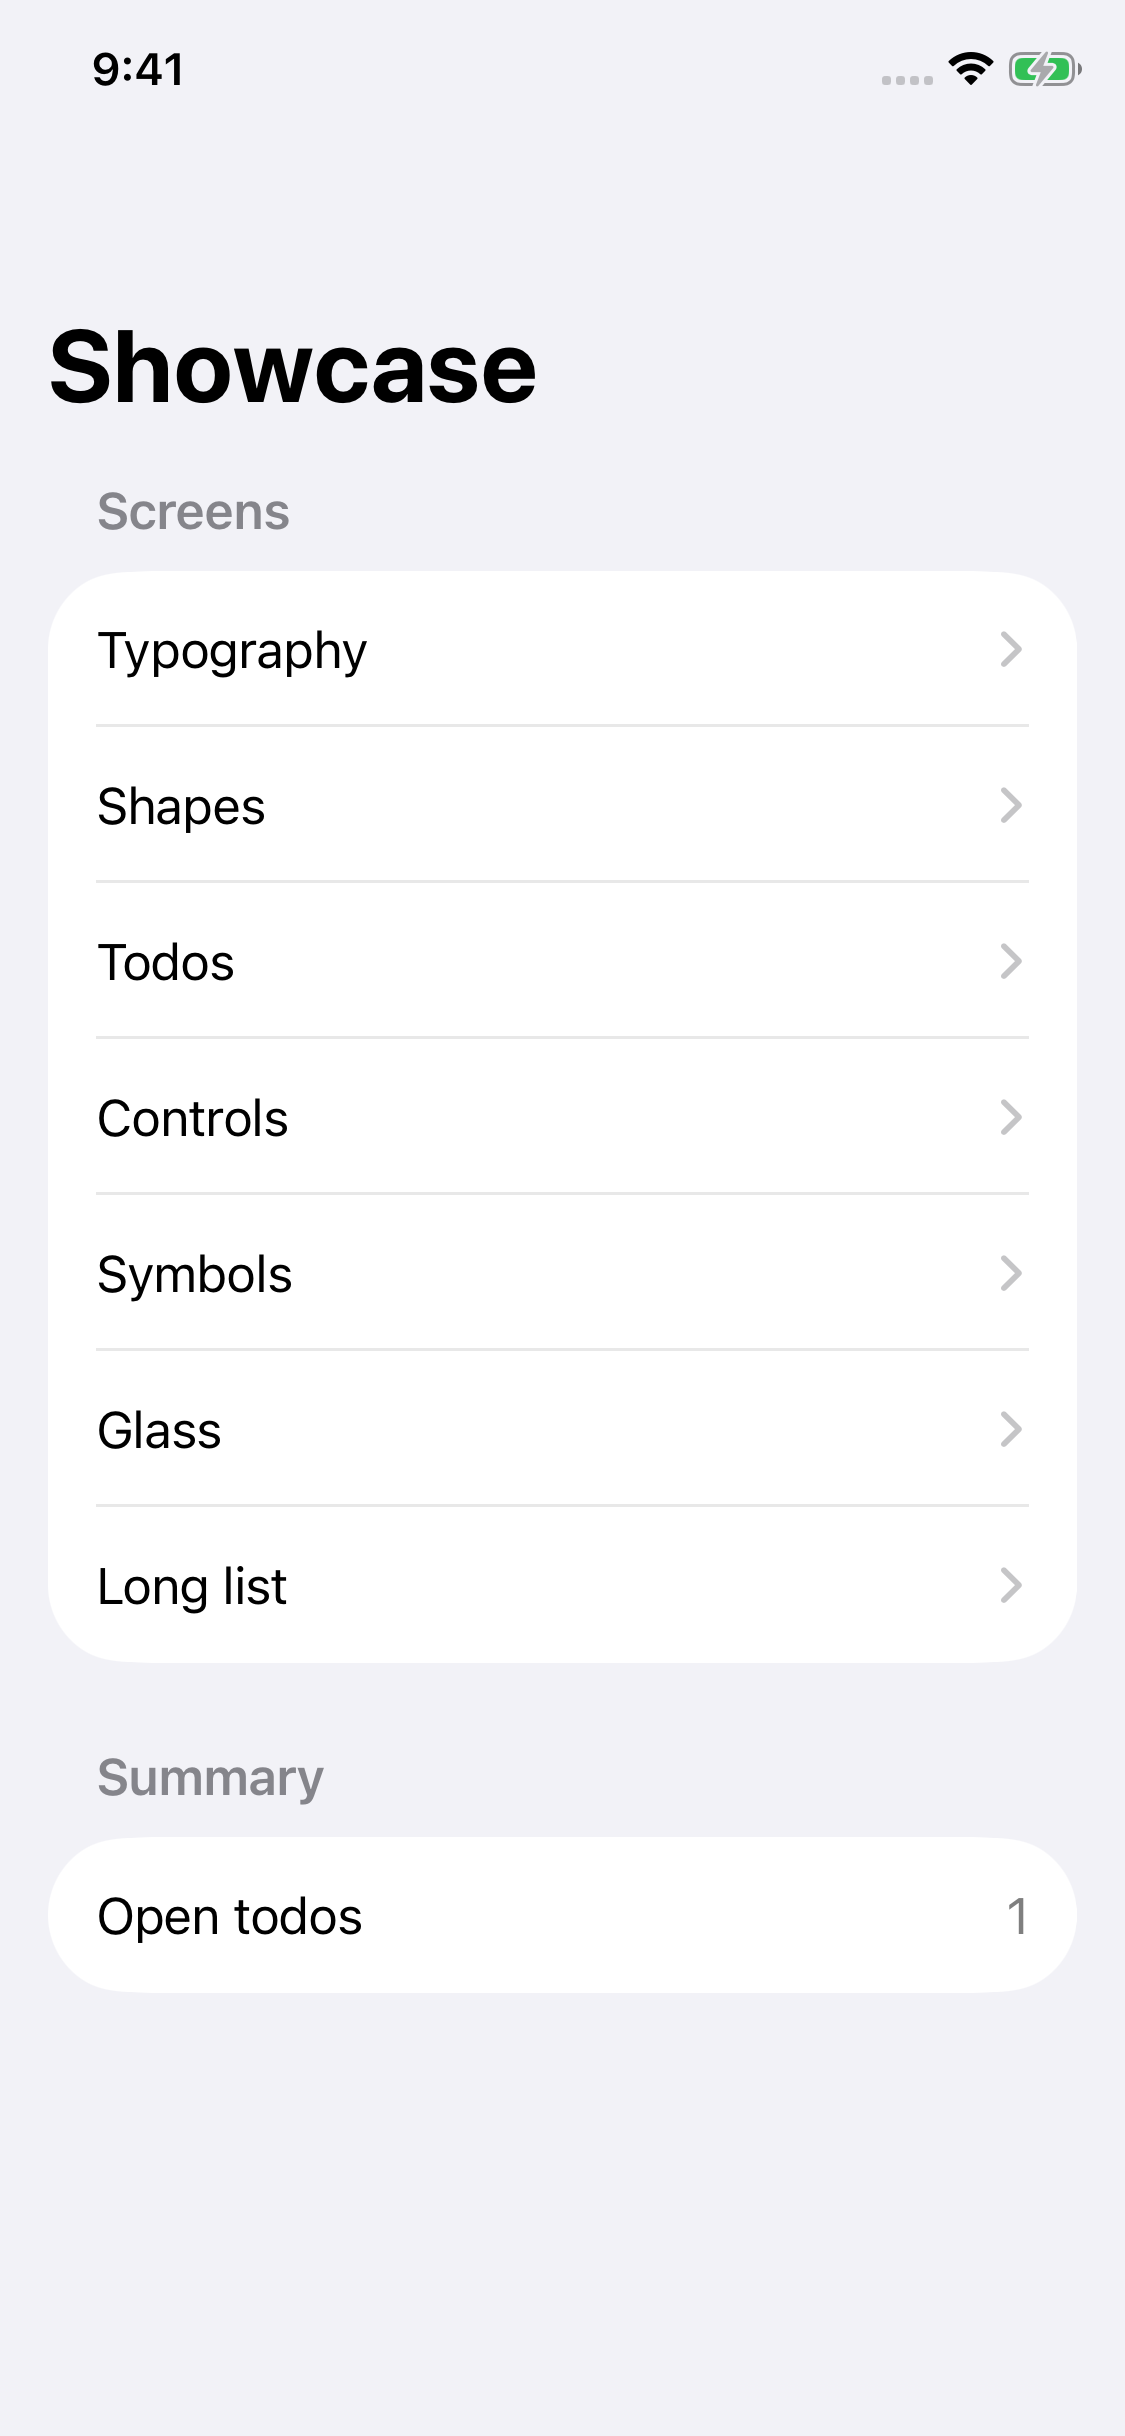 9:41
Showcase
Screens
Typography
Shapes
Todos
Controls
Symbols
Glass
Long list
Summary
Open todos 1